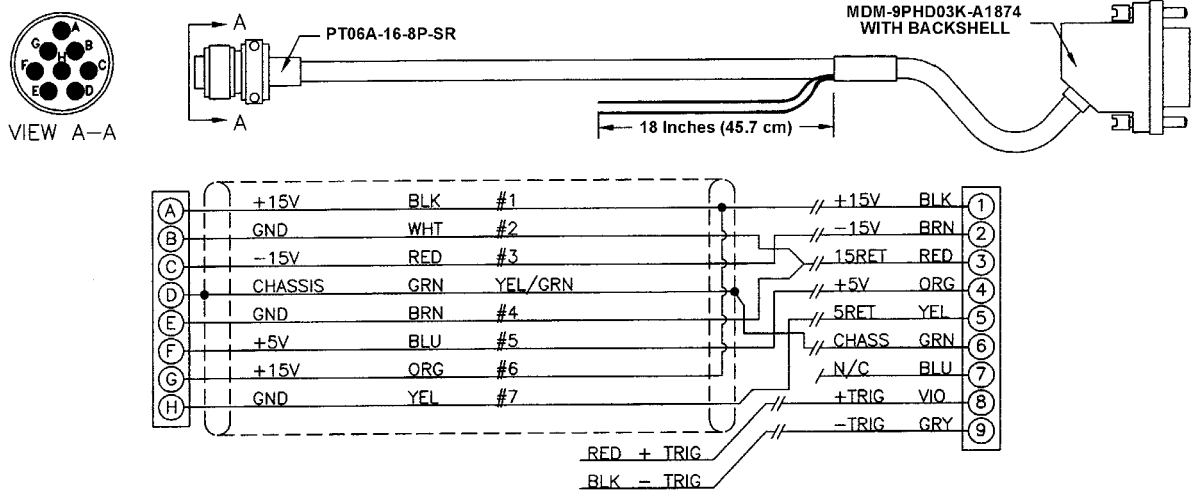 A
G B
H
F C
E D
VIEW A-A
A
A
PT06A-16-8P-SR
18 Inches (45.7 cm)
MDM-9PHD03K-A1874
WITH BACKSHELL
A +15V BLK #1 +15V BLK 1
B GND WHT #2 -15V BRN 2
C -15V RED #3 15RET RED 3
D CHASSIS GRN YEL/GRN +5V ORG 4
E GND BRN #4 5RET YEL 5
F +5V BLU #5 CHASS GRN 6
G +15V ORG #6 N/C BLU 7
H GND YEL #7 +TRIG VIO 8
-TRIG GRY 9
RED + TRIG
BLK - TRIG